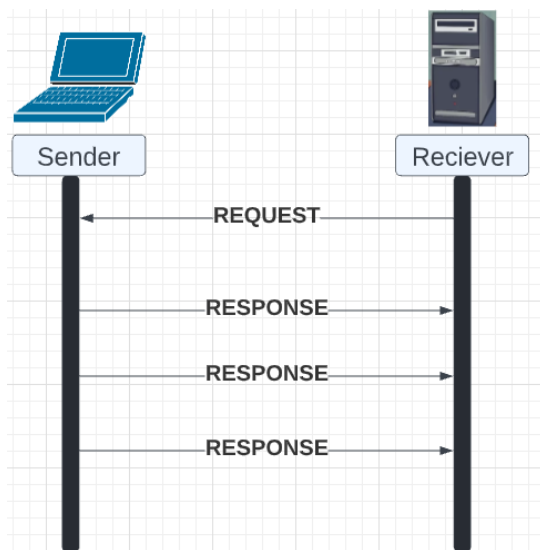 Sender
Reciever
REQUEST
RESPONSE
RESPONSE
RESPONSE